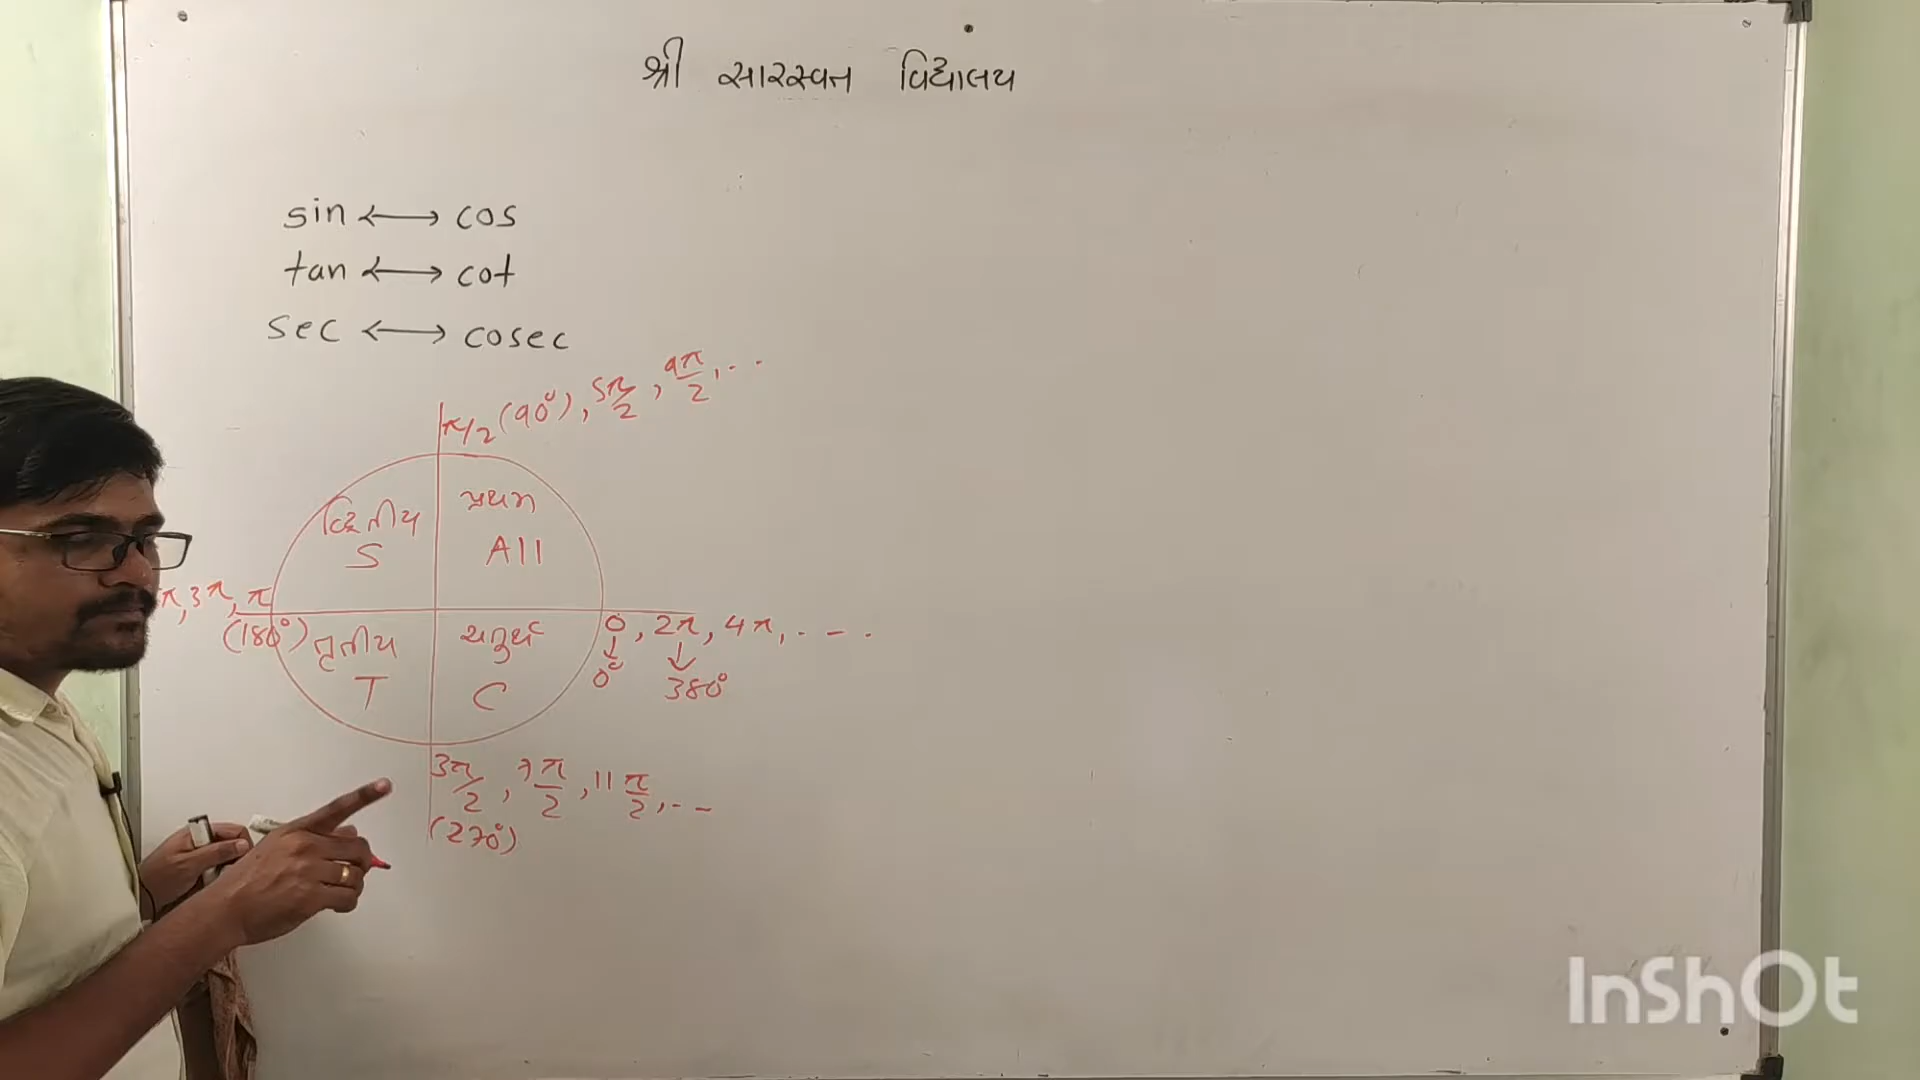 શ્રી સારસ્વત વિદ્યાલય
sin ⟷ cos
tan ⟷ cot
sec ⟷ cosec
π/2 (90°), 5π/2, 9π/2, ..
દ્વિતીય પ્રથમ
S All
π, 3π, π
(180°) તૃતીય ચતુર્થ 0, 2π, 4π, - - -
T C 0° 380°
3π/2, 7π/2, 11π/2, - -
(270°)
InShOt